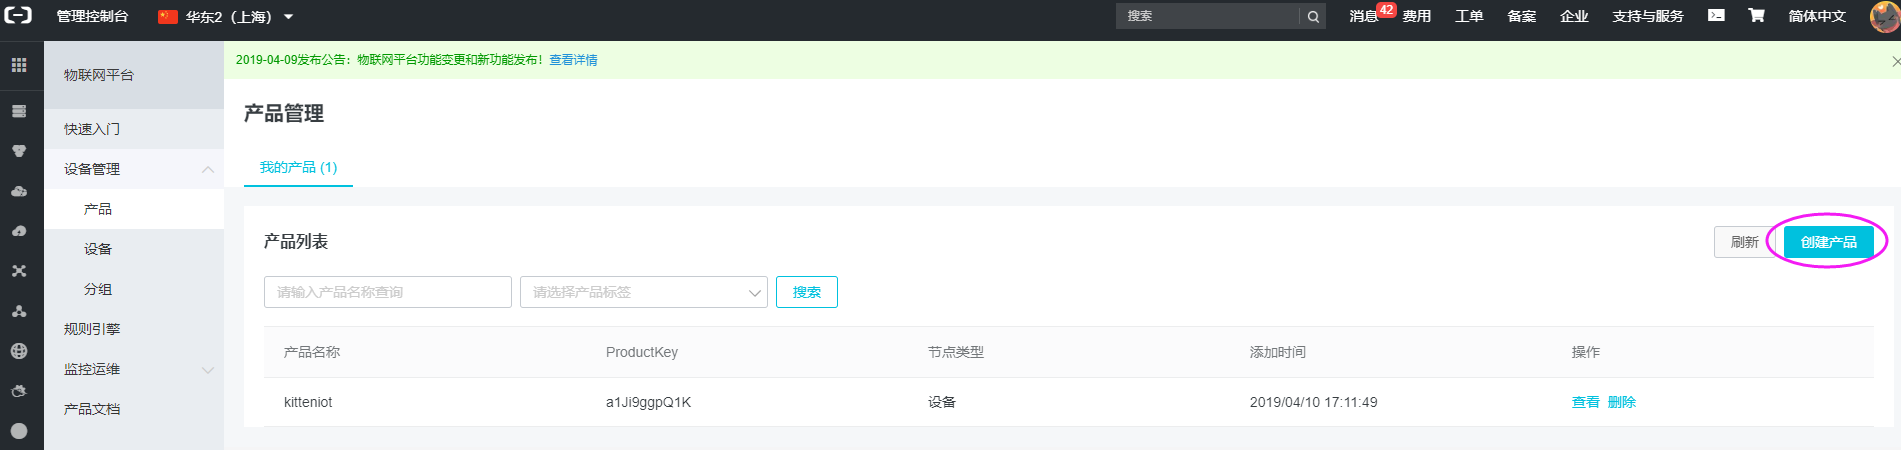 管理控制台 华东2（上海） 搜索 消息 42 费用 工单 备案 企业 支持与服务 简体中文
2019-04-09发布公告：物联网平台功能变更和新功能发布！查看详情
物联网平台
快速入门
设备管理
产品
设备
分组
规则引擎
监控运维
产品文档
产品管理
我的产品 (1)
产品列表
刷新 创建产品
请输入产品名称查询 请选择产品标签 搜索
产品名称 ProductKey 节点类型 添加时间 操作
kitteniot a1Ji9ggpQ1K 设备 2019/04/10 17:11:49 查看 删除